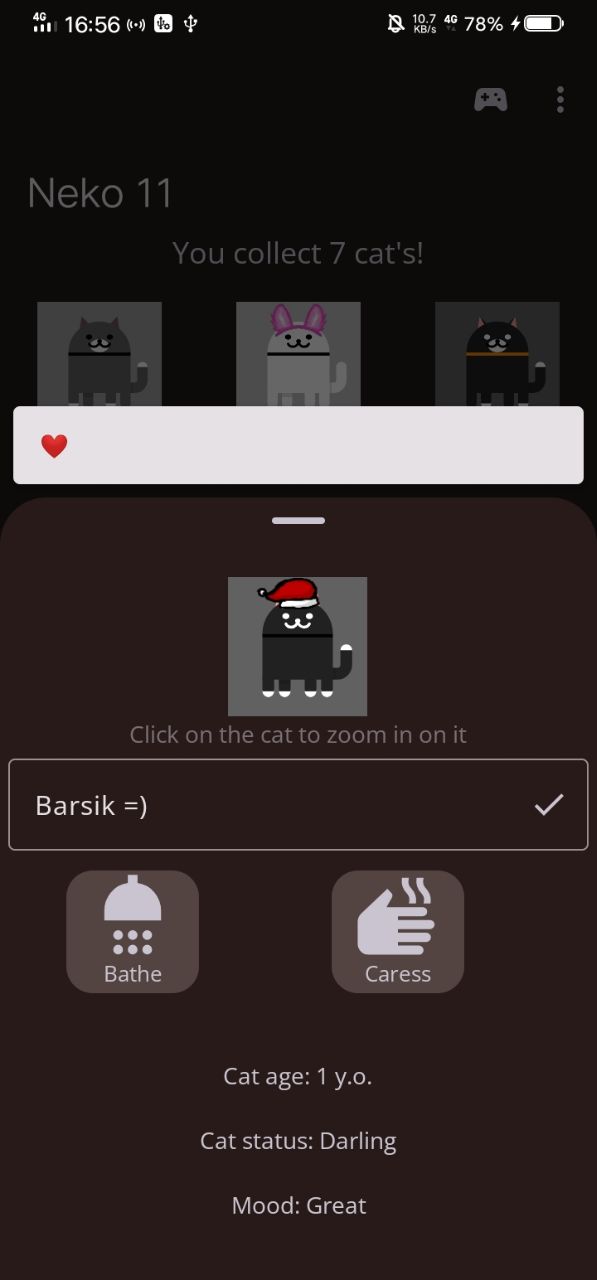 4G 16:56 10.7 KB/s 4G 78%
Neko 11
You collect 7 cat's!
Click on the cat to zoom in on it
Barsik =)
Bathe Caress
Cat age: 1 y.o.
Cat status: Darling
Mood: Great